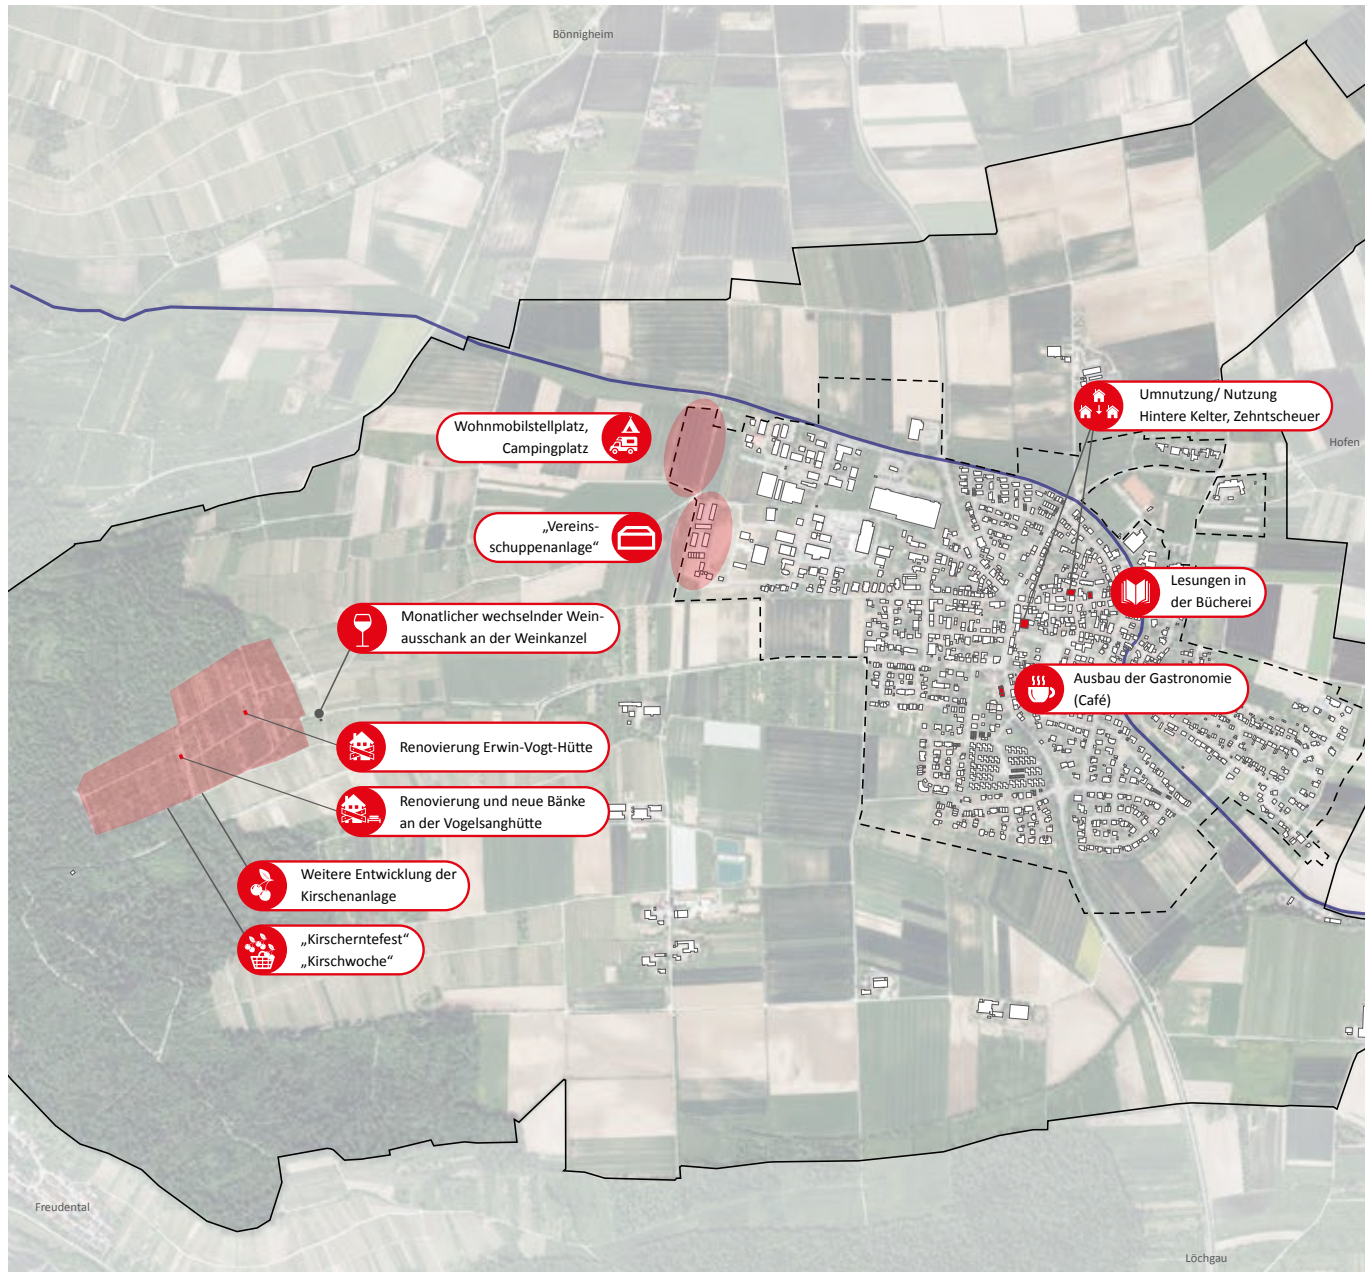 Bönnigheim
Umnutzung/ Nutzung
Hintere Kelter, Zehntscheuer
Hofen
Wohnmobilstellplatz,
Campingplatz
„Vereins-
schuppenanlage“
Lesungen in
der Bücherei
Monatlicher wechselnder Wein-
ausschank an der Weinkanzel
Ausbau der Gastronomie
(Café)
Renovierung Erwin-Vogt-Hütte
Renovierung und neue Bänke
an der Vogelsanghütte
Weitere Entwicklung der
Kirschenanlage
„Kirscherntefest“
„Kirschwoche“
Freudental
Löchgau